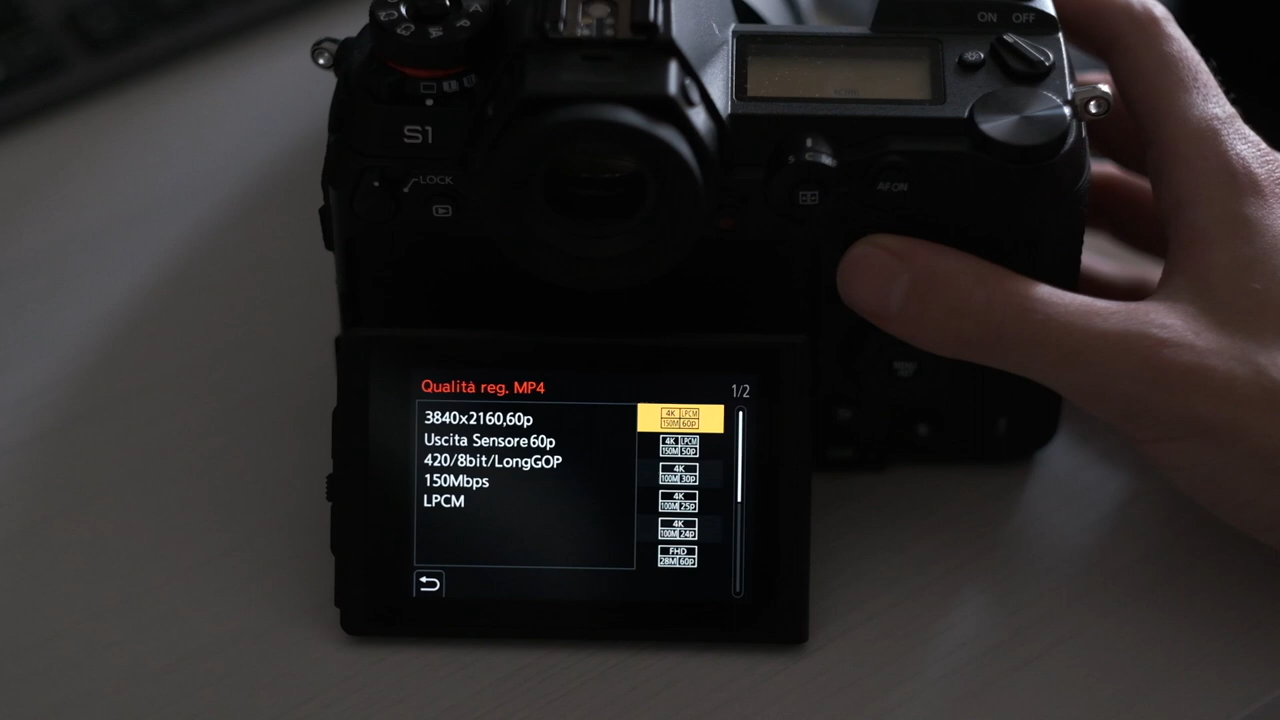 ON OFF
A
P
S1
LOCK
AF ON
Qualità reg. MP4
1/2
3840x2160,60p
Uscita Sensore 60p
420/8bit/LongGOP
150Mbps
LPCM
4K LPCM
150M 60p
4K LPCM
150M 50p
4K
100M 30p
4K
100M 25p
4K
100M 24p
FHD
28M 60p